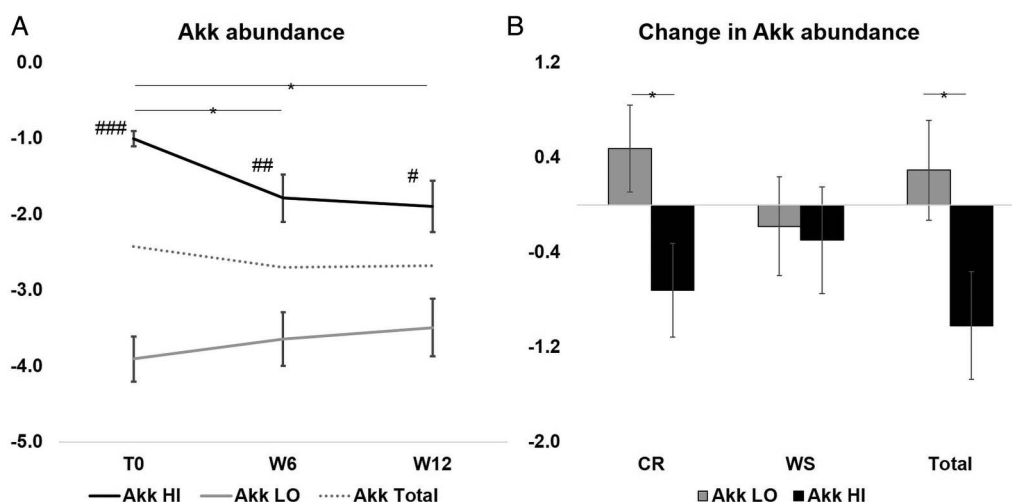 A
Akk abundance
0.0
-1.0
-2.0
-3.0
-4.0
-5.0
*
*
###
##
#
T0 W6 W12
Akk HI Akk LO Akk Total
B
Change in Akk abundance
1.2
0.4
-0.4
-1.2
-2.0
*
*
CR WS Total
Akk LO Akk HI